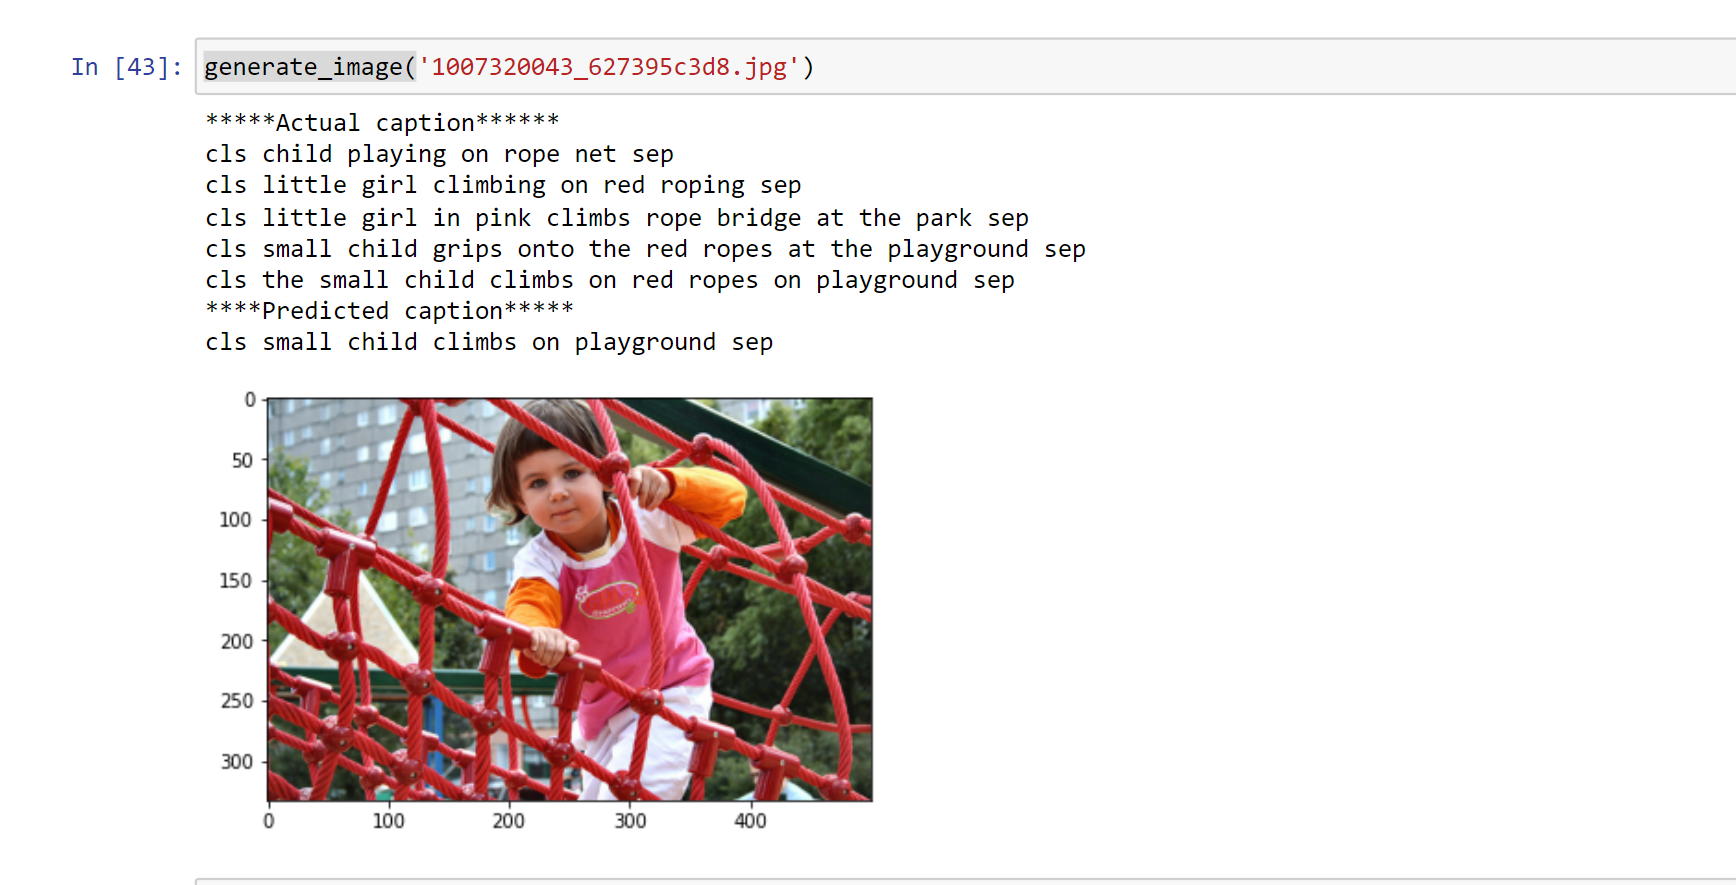 In [43]: generate_image('1007320043_627395c3d8.jpg')
*****Actual caption******
cls child playing on rope net sep
cls little girl climbing on red roping sep
cls little girl in pink climbs rope bridge at the park sep
cls small child grips onto the red ropes at the playground sep
cls the small child climbs on red ropes on playground sep
****Predicted caption*****
cls small child climbs on playground sep
0
50
100
150
200
250
300
0 100 200 300 400